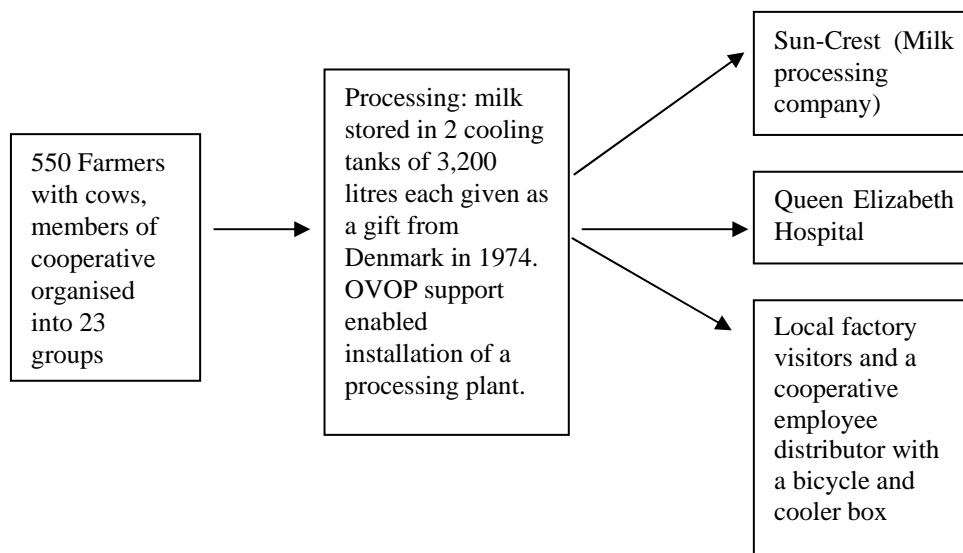 550 Farmers
with cows,
members of
cooperative
organised
into 23
groups
Processing: milk
stored in 2 cooling
tanks of 3,200
litres each given as
a gift from
Denmark in 1974.
OVOP support
enabled
installation of a
processing plant.
Sun-Crest (Milk
processing
company)
Queen Elizabeth
Hospital
Local factory
visitors and a
cooperative
employee
distributor with
a bicycle and
cooler box